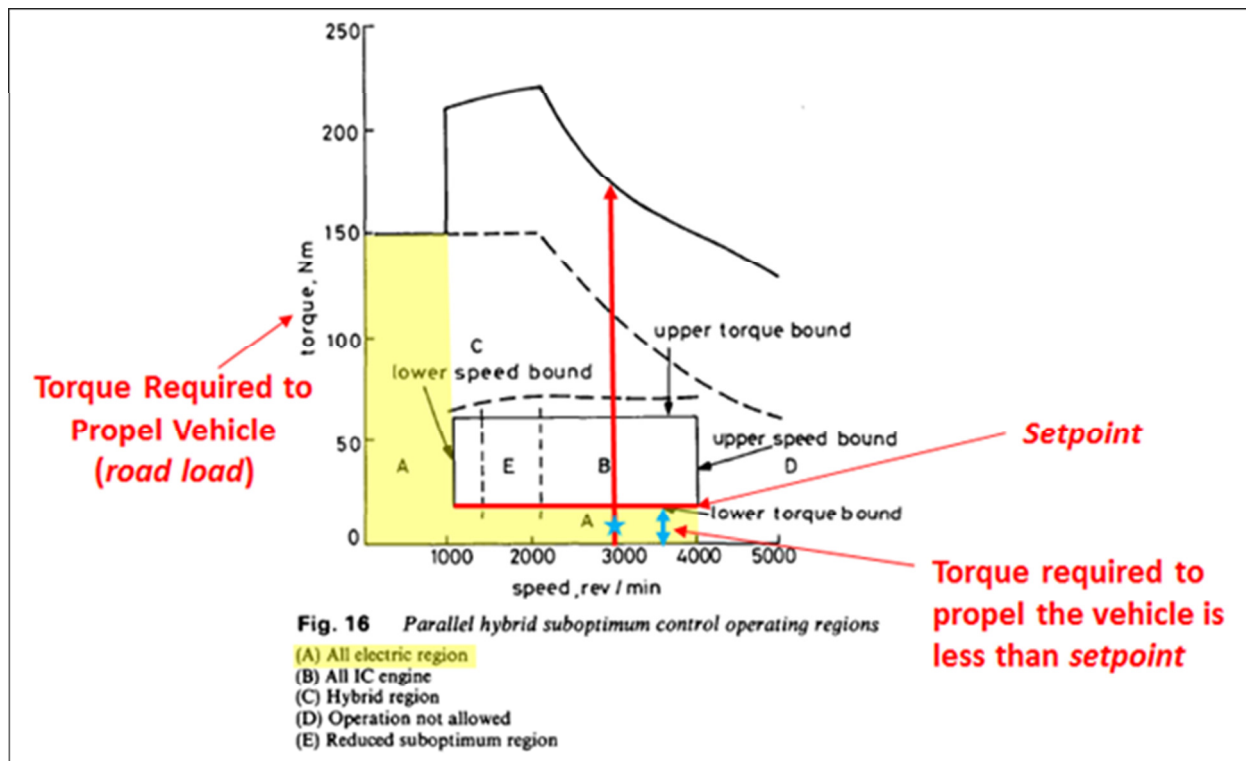 250
200
150
100
50
0
torque, Nm
1000
2000
3000
4000
5000
speed, rev/min
C
lower speed bound
upper torque bound
upper speed bound
A
E
B
D
A
lower torque bound
Torque Required to
Propel Vehicle
(road load)
Setpoint
Torque required to
propel the vehicle is
less than setpoint
Fig. 16 Parallel hybrid suboptimum control operating regions
(A) All electric region
(B) All IC engine
(C) Hybrid region
(D) Operation not allowed
(E) Reduced suboptimum region